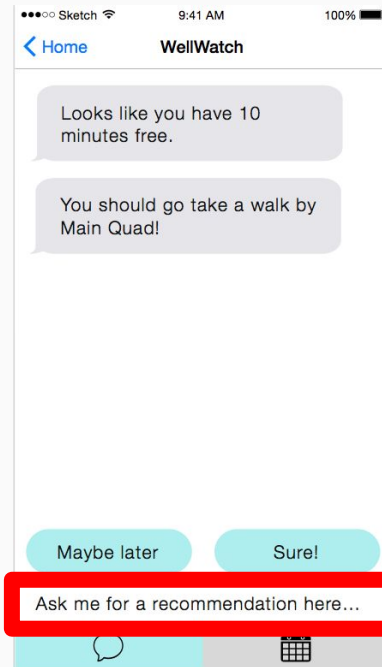 ●●●○○ Sketch 9:41 AM 100%
Home WellWatch
Looks like you have 10
minutes free.
You should go take a walk by
Main Quad!
Maybe later Sure!
Ask me for a recommendation here...